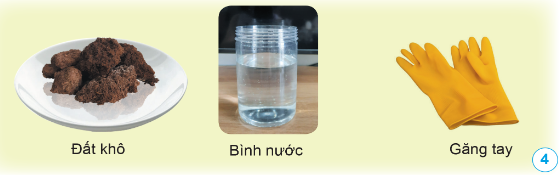 Đất khô
Bình nước
Găng tay
4